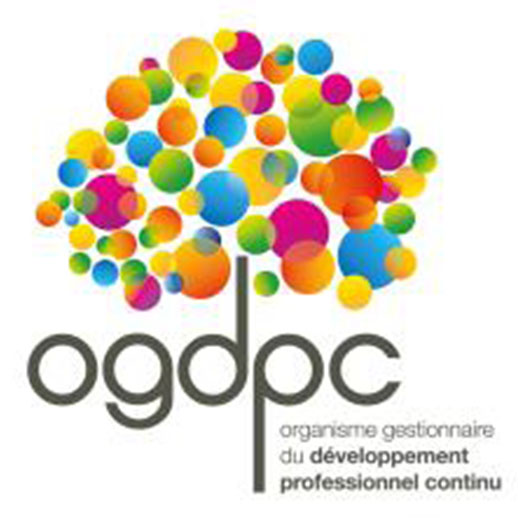 ogdpc
organisme gestionnaire
du développement
professionnel continu